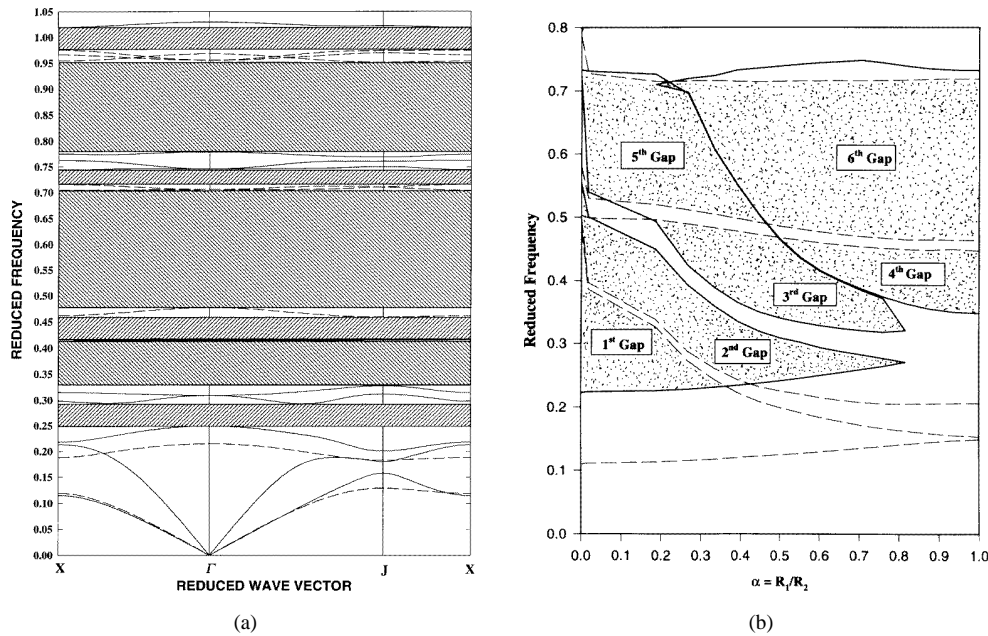 1.05
1.00
0.95
0.90
0.85
0.80
0.75
0.70
0.65
0.60
0.55
0.50
0.45
0.40
0.35
0.30
0.25
0.20
0.15
0.10
0.05
0.00
REDUCED FREQUENCY
X Γ J X
REDUCED WAVE VECTOR
(a)
0.8
0.7
0.6
0.5
0.4
0.3
0.2
0.1
0.0
Reduced Frequency
5th Gap
6th Gap
4th Gap
3rd Gap
1st Gap
2nd Gap
0.0 0.1 0.2 0.3 0.4 0.5 0.6 0.7 0.8 0.9 1.0
α = R1/R2
(b)